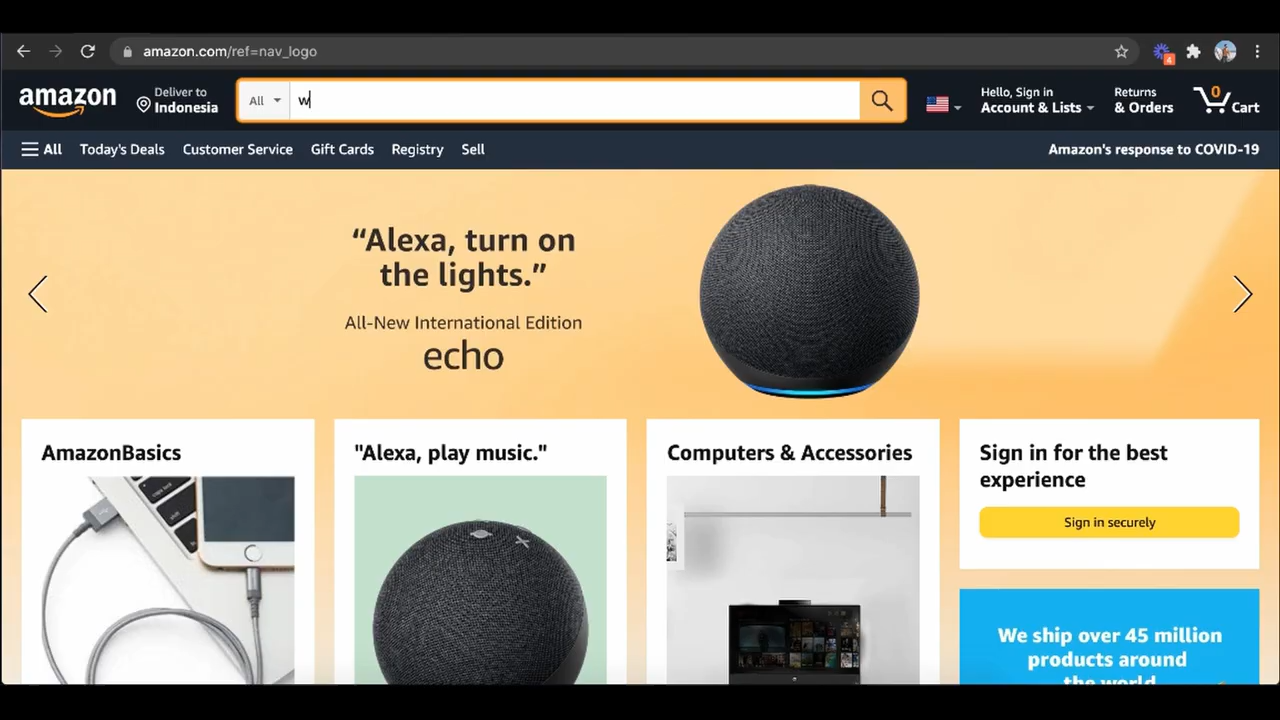 amazon.com/ref=nav_logo
4
amazon
Deliver to
Indonesia
All
w
Hello, Sign in
Account & Lists
Returns
& Orders
0
Cart
All
Today's Deals
Customer Service
Gift Cards
Registry
Sell
Amazon's response to COVID-19
“Alexa, turn on
the lights.”
All-New International Edition
echo
AmazonBasics
"Alexa, play music."
Computers & Accessories
Sign in for the best
experience
Sign in securely
We ship over 45 million
products around
the world